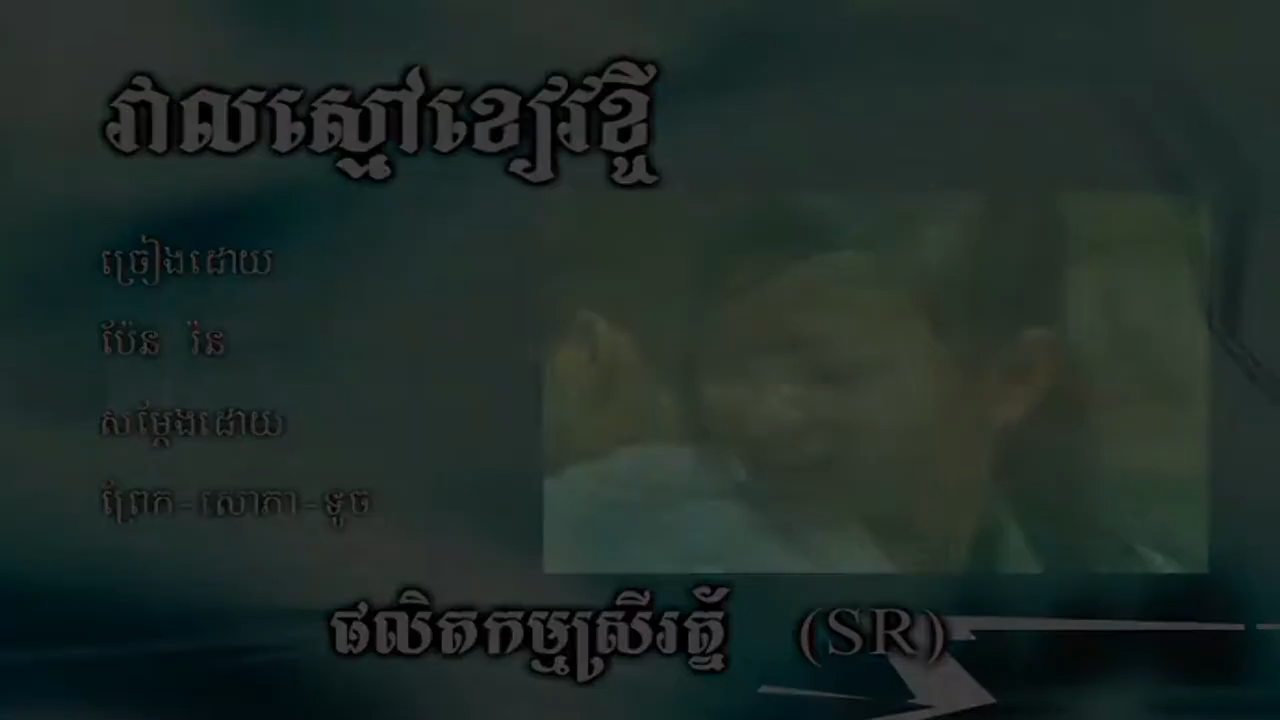 វាលស្មៅខ្យេវខ្ចី
ច្រៀងដោយ
ប៉ែន រ៉ន
សម្ដែងដោយ
ព្រែក-សោភា-ទូច
ផលិតកម្មស្រីរត្ន័ (SR)